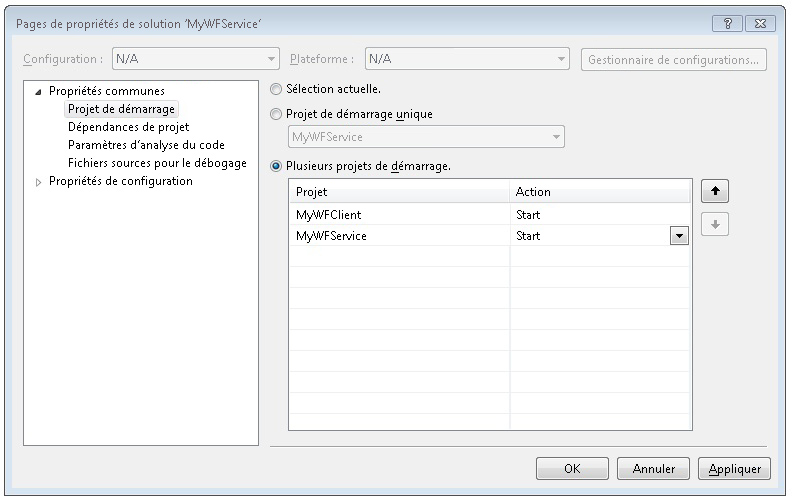 Pages de propriétés de solution 'MyWFService'
Configuration : N/A Plateforme : N/A Gestionnaire de configurations...
Propriétés communes
Projet de démarrage
Dépendances de projet
Paramètres d'analyse du code
Fichiers sources pour le débogage
Propriétés de configuration
Sélection actuelle.
Projet de démarrage unique
MyWFService
Plusieurs projets de démarrage.
Projet Action
MyWFClient Start
MyWFService Start
OK Annuler Appliquer